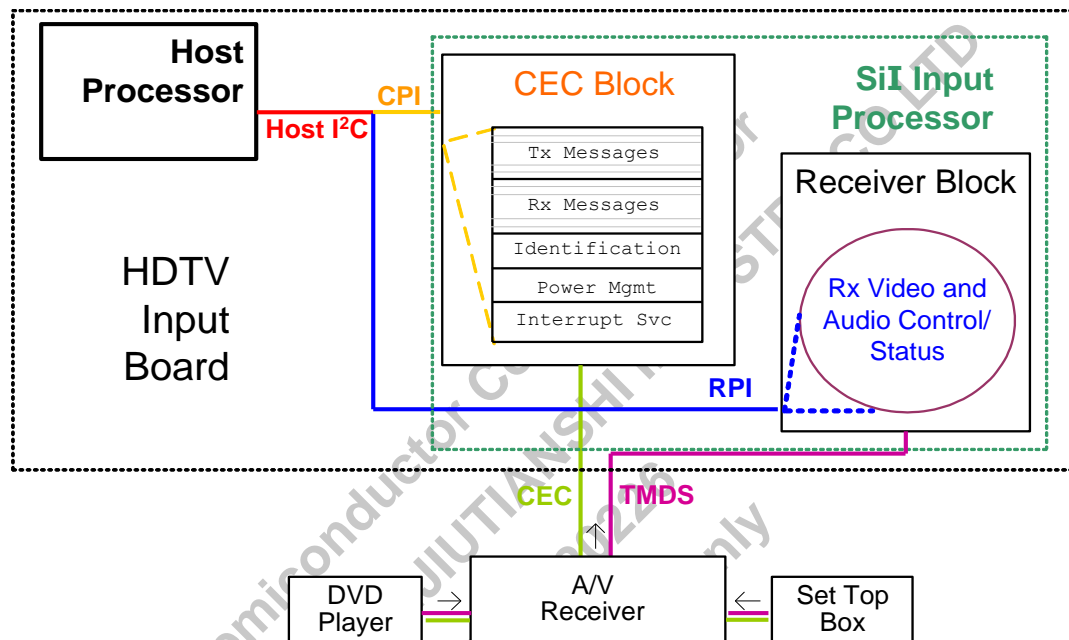 Host
Processor
CPI
Host I²C
CEC Block
Tx Messages
Rx Messages
Identification
Power Mgmt
Interrupt Svc
SiI Input
Processor
Receiver Block
Rx Video and
Audio Control/
Status
HDTV
Input
Board
RPI
CEC
TMDS
DVD
Player
A/V
Receiver
Set Top
Box